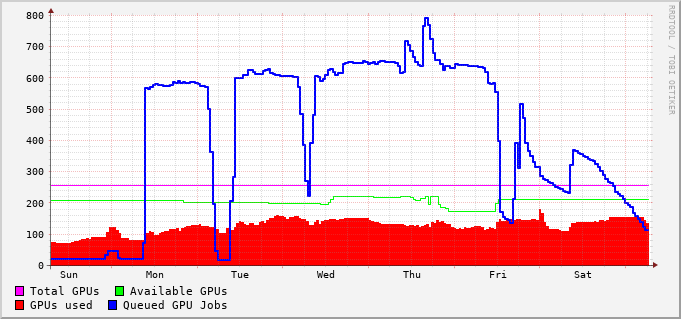 800
700
600
500
400
300
200
100
0
Sun Mon Tue Wed Thu Fri Sat
Total GPUs Available GPUs
GPUs used Queued GPU Jobs
RRDTOOL / TOBI OETIKER